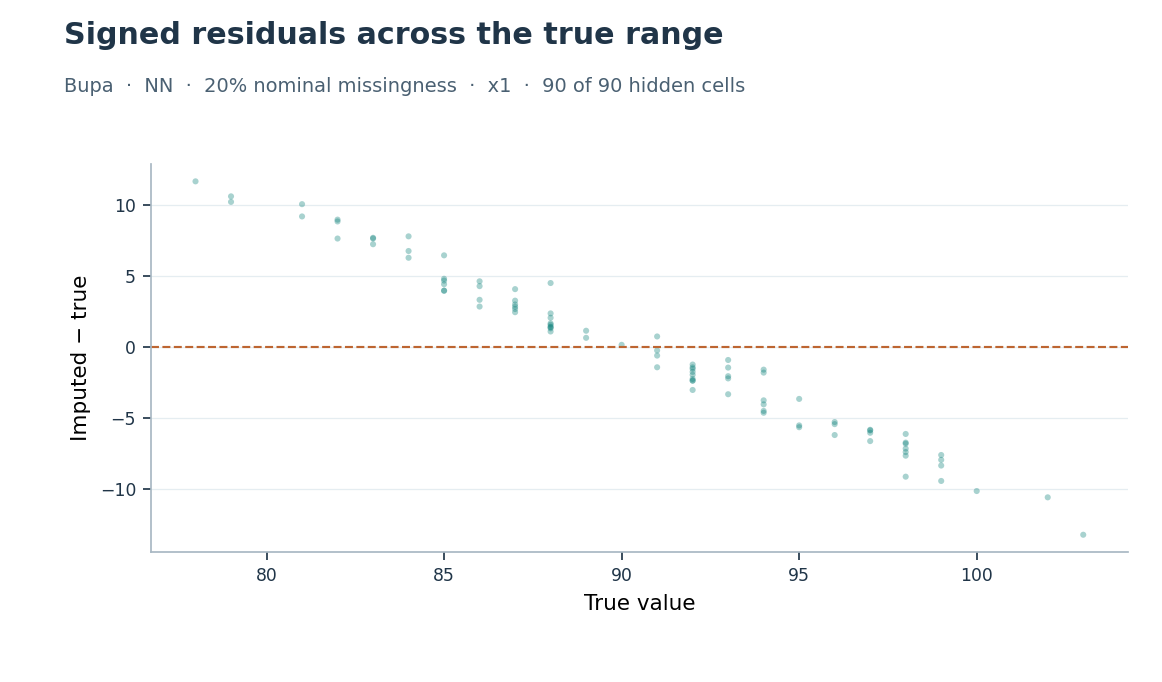 Signed residuals across the true range
Bupa · NN · 20% nominal missingness · x1 · 90 of 90 hidden cells
10
5
0
−5
−10
Imputed − true
80 85 90 95 100
True value